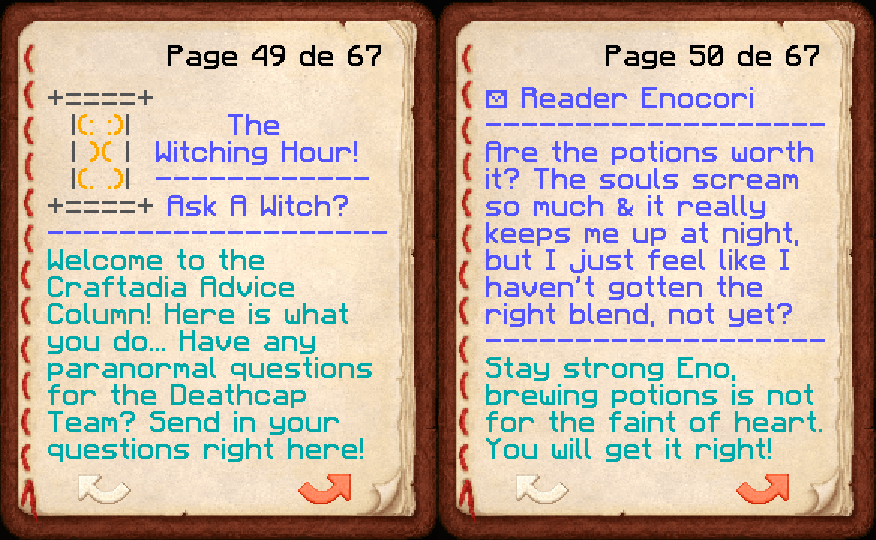 Page 49 de 67
+====+
|(: :)| The
| )( | Witching Hour!
|(. .)| ------------
+====+ Ask A Witch?
-------------------
Welcome to the
Craftadia Advice
Column! Here is what
you do... Have any
paranormal questions
for the Deathcap
Team? Send in your
questions right here!
Page 50 de 67
Reader Enocori
-------------------
Are the potions worth
it? The souls scream
so much & it really
keeps me up at night,
but I just feel like I
haven't gotten the
right blend, not yet?
-------------------
Stay strong Eno,
brewing potions is not
for the faint of heart.
You will get it right!